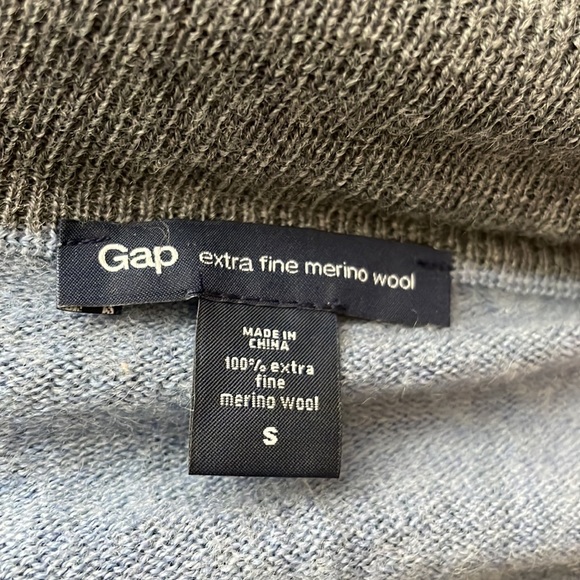 Gap extra fine merino wool
MADE IN
CHINA
100% extra
fine
merino wool
S